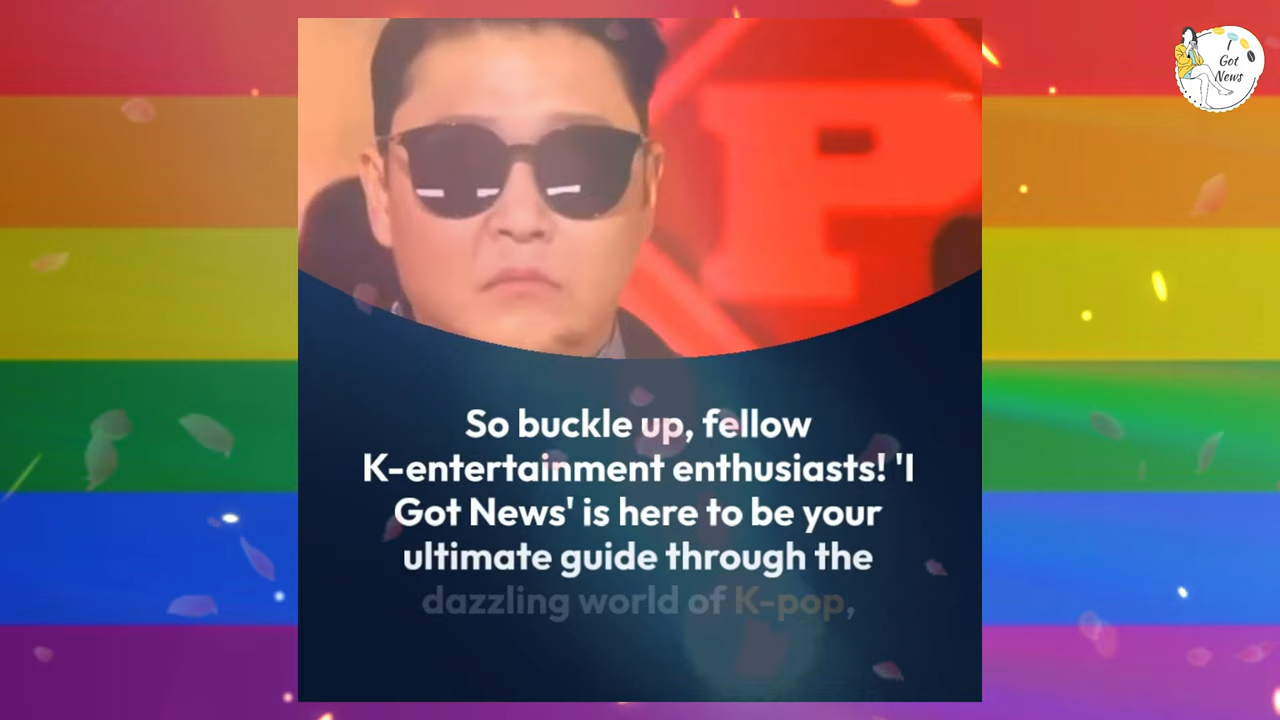 I
Got
News
P
So buckle up, fellow
K-entertainment enthusiasts! 'I
Got News' is here to be your
ultimate guide through the
dazzling world of K-pop,